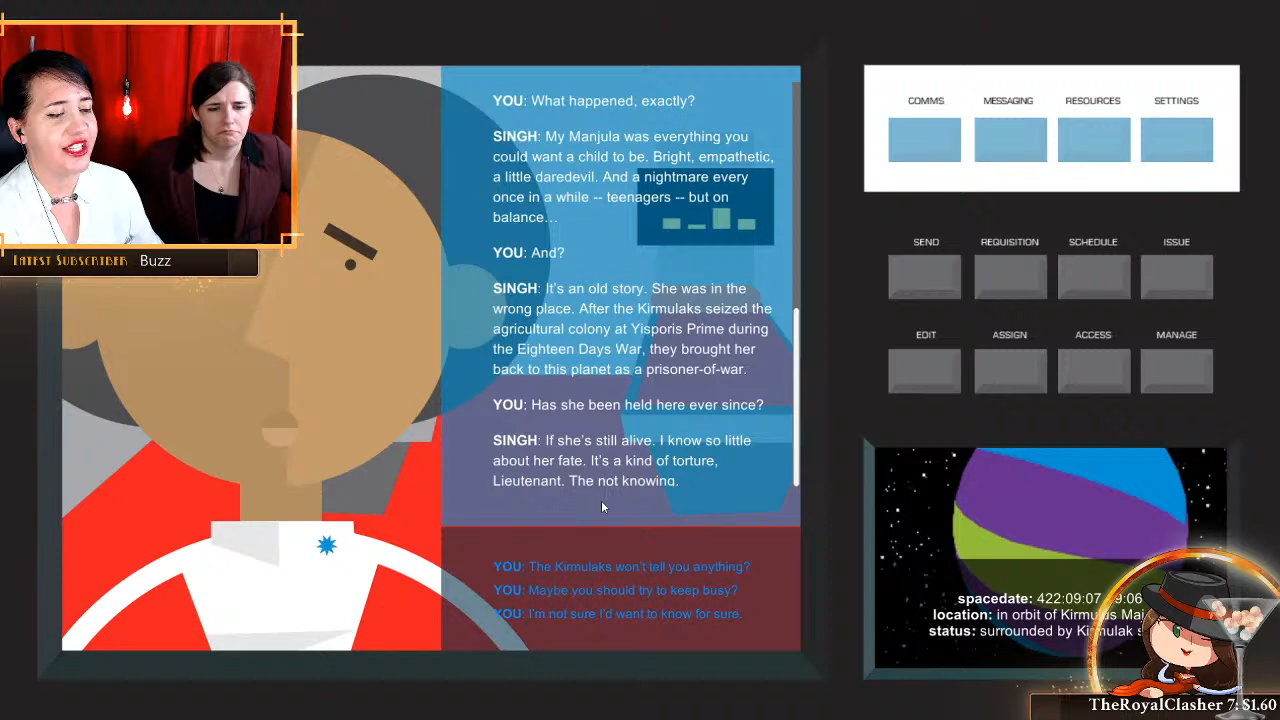 YOU: What happened, exactly?
SINGH: My Manjula was everything you
could want a child to be. Bright, empathetic,
a little daredevil. And a nightmare every
once in a while -- teenagers -- but on
balance…
YOU: And?
SINGH: It's an old story. She was in the
wrong place. After the Kirmulaks seized the
agricultural colony at Yisporis Prime during
the Eighteen Days War, they brought her
back to this planet as a prisoner-of-war.
YOU: Has she been held here ever since?
SINGH: If she's still alive. I know so little
about her fate. It's a kind of torture,
Lieutenant. The not knowing.
YOU: The Kirmulaks won't tell you anything?
YOU: Maybe you should try to keep busy?
YOU: I'm not sure I'd want to know for sure.
LATEST SUBSCRIBER Buzz
COMMS MESSAGING RESOURCES SETTINGS
SEND REQUISITION SCHEDULE ISSUE
EDIT ASSIGN ACCESS MANAGE
spacedate: 422:09:07
location: in orbit of Kirmulus
status: surrounded by Kirmulak
TheRoyalClasher 7: $1.60